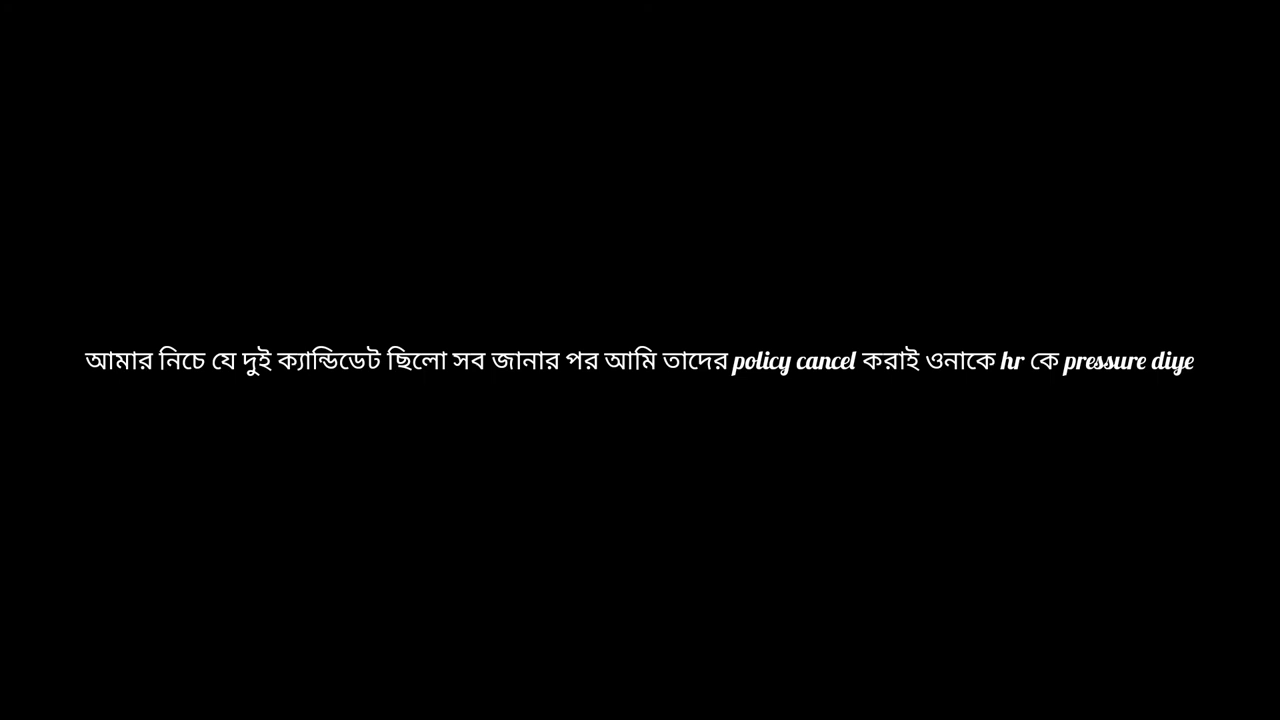 আমার নিচে যে দুই ক্যান্ডিডেট ছিলো সব জানার পর আমি তাদের policy cancel করাই ওনাকে hr কে pressure diye